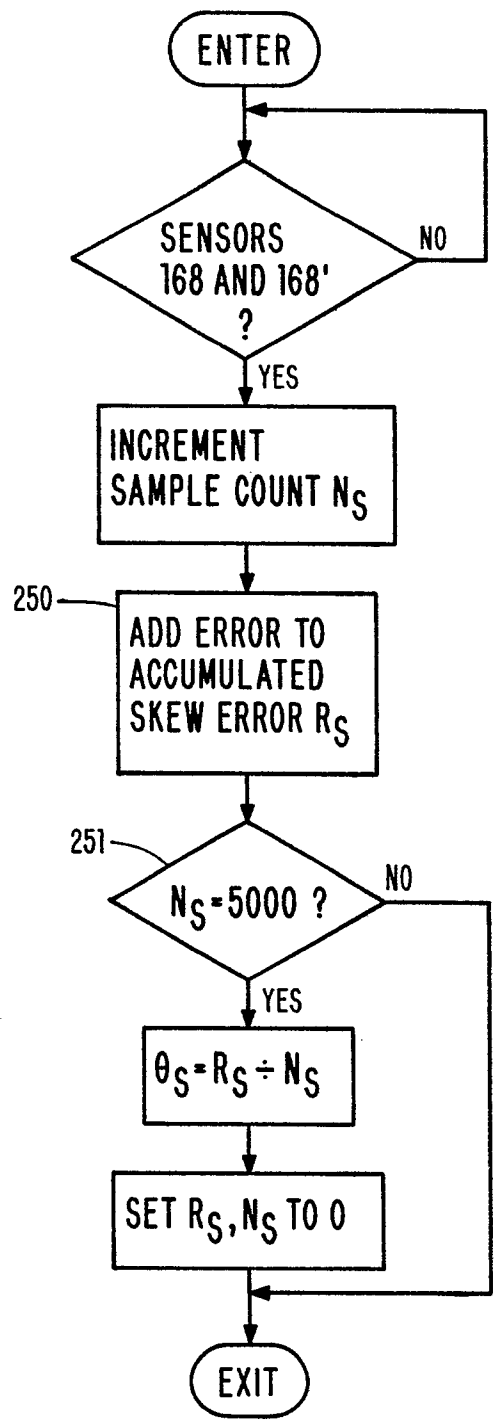 ENTER
SENSORS
168 AND 168'
?
NO
YES
INCREMENT
SAMPLE COUNT NS
250
ADD ERROR TO
ACCUMULATED
SKEW ERROR RS
251
NS=5000 ?
NO
YES
θS=RS÷NS
SET RS,NS TO 0
EXIT